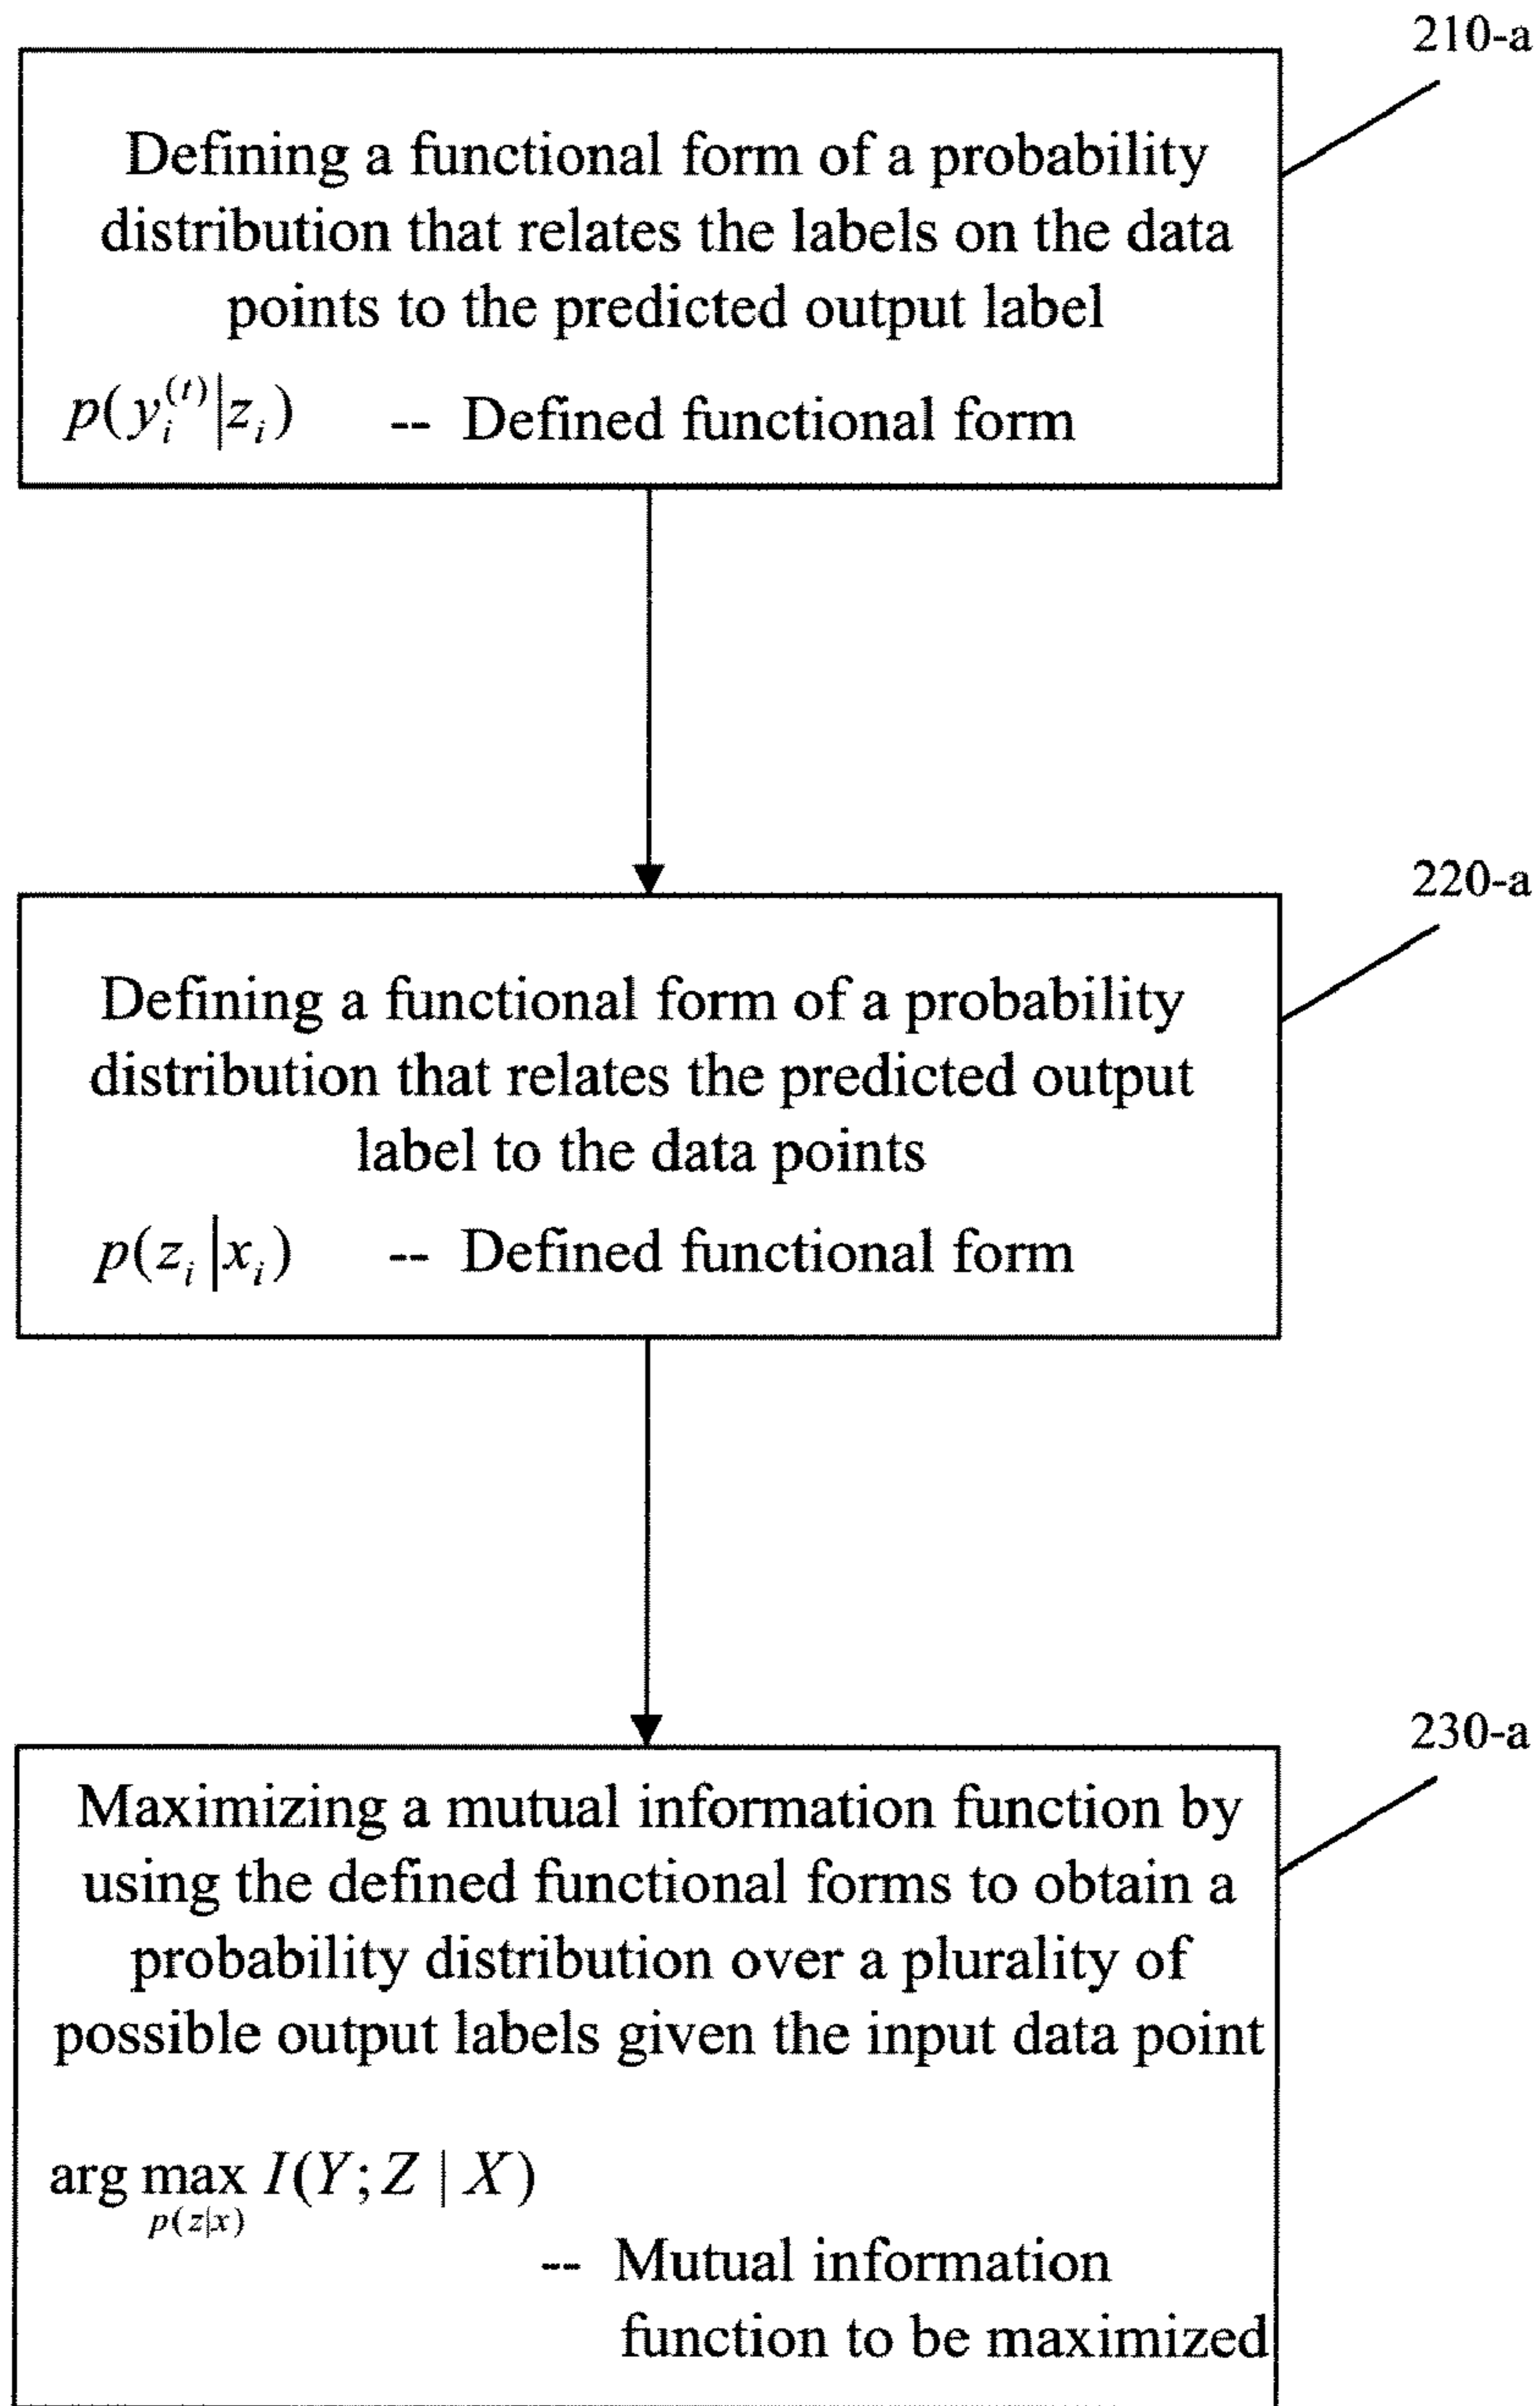 210-a
Defining a functional form of a probability
distribution that relates the labels on the data
points to the predicted output label
p(y_i^{(t)}|z_i) -- Defined functional form
220-a
Defining a functional form of a probability
distribution that relates the predicted output
label to the data points
p(z_i|x_i) -- Defined functional form
230-a
Maximizing a mutual information function by
using the defined functional forms to obtain a
probability distribution over a plurality of
possible output labels given the input data point
arg max I(Y; Z | X)
p(z|x)
-- Mutual information
function to be maximized